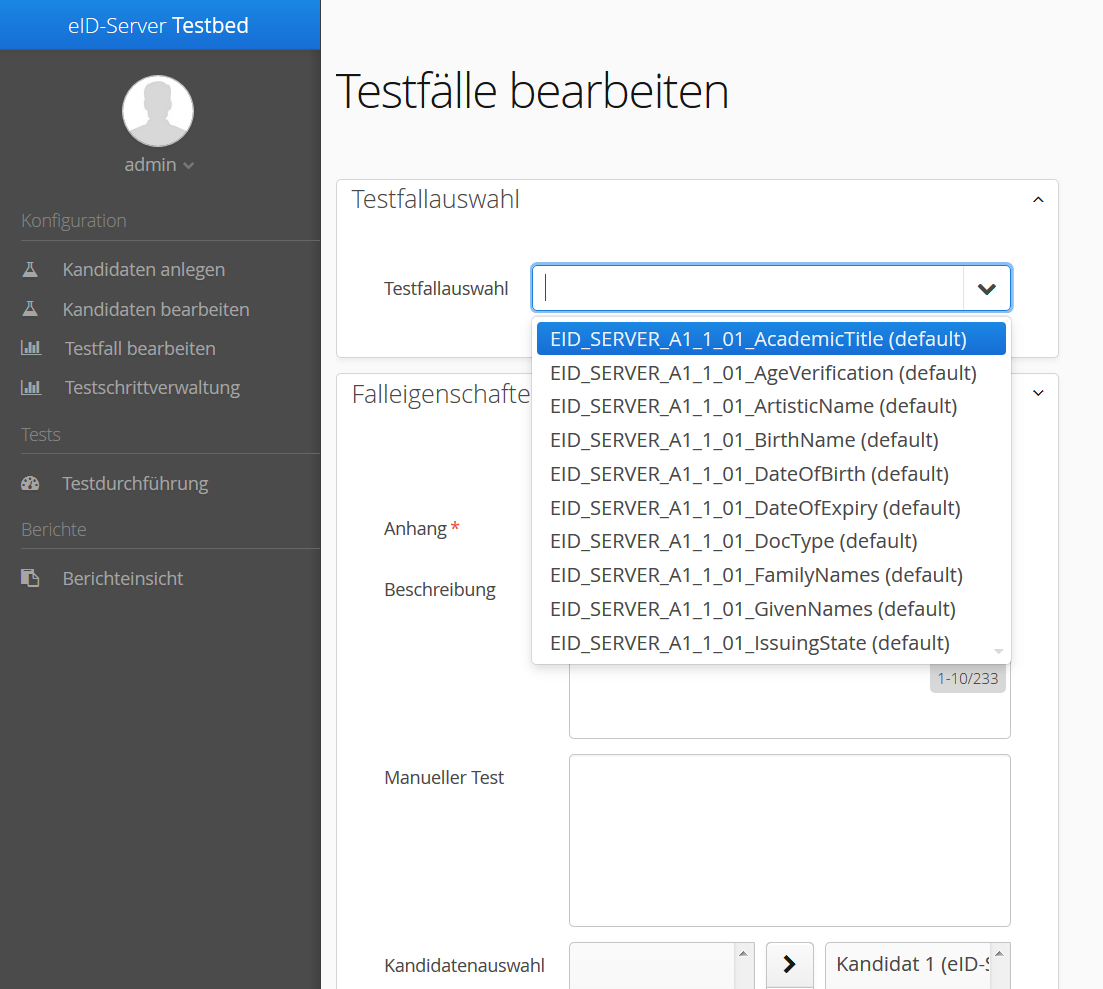 eID-Server Testbed
admin
Konfiguration
Kandidaten anlegen
Kandidaten bearbeiten
Testfall bearbeiten
Testschrittverwaltung
Tests
Testdurchführung
Berichte
Berichteinsicht
Testfälle bearbeiten
Testfallauswahl
Testfallauswahl
EID_SERVER_A1_1_01_AcademicTitle (default)
EID_SERVER_A1_1_01_AgeVerification (default)
EID_SERVER_A1_1_01_ArtisticName (default)
EID_SERVER_A1_1_01_BirthName (default)
EID_SERVER_A1_1_01_DateOfBirth (default)
EID_SERVER_A1_1_01_DateOfExpiry (default)
EID_SERVER_A1_1_01_DocType (default)
EID_SERVER_A1_1_01_FamilyNames (default)
EID_SERVER_A1_1_01_GivenNames (default)
EID_SERVER_A1_1_01_IssuingState (default)
1-10/233
Falleigenschafte
Anhang *
Beschreibung
Manueller Test
Kandidatenauswahl
Kandidat 1 (eID-S